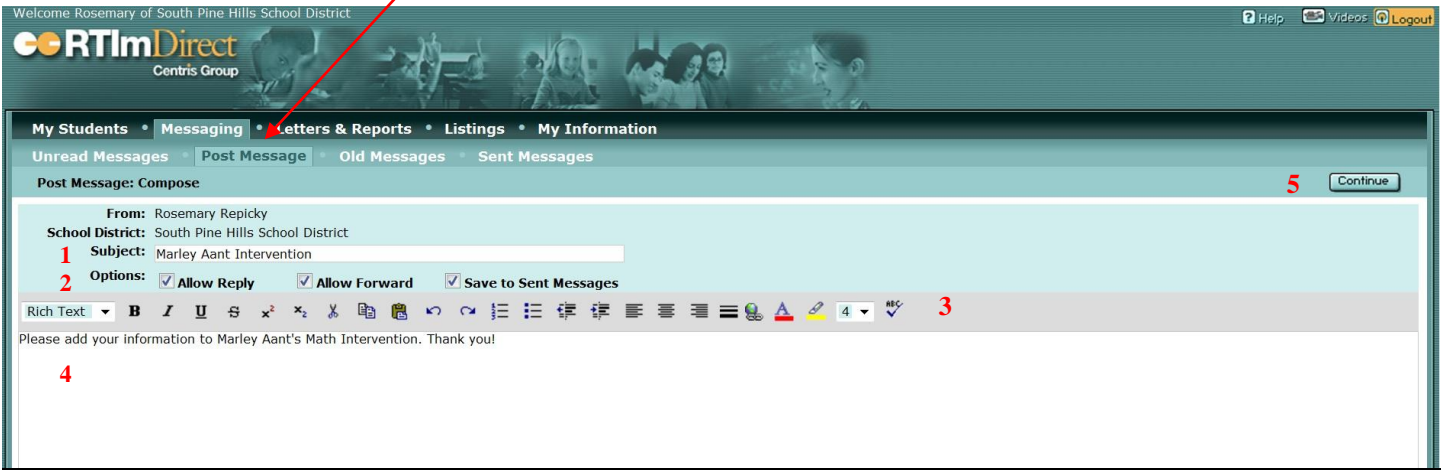 Welcome Rosemary of South Pine Hills School District
? Help Videos Logout
RTImDirect
Centris Group
My Students • Messaging • Letters & Reports • Listings • My Information
Unread Messages • Post Message • Old Messages • Sent Messages
Post Message: Compose 5 Continue
From: Rosemary Repicky
School District: South Pine Hills School District
1 Subject: Marley Aant Intervention
2 Options: Allow Reply Allow Forward Save to Sent Messages
Rich Text B I U S x² x₂ A 4 ABC 3
Please add your information to Marley Aant's Math Intervention. Thank you!
4